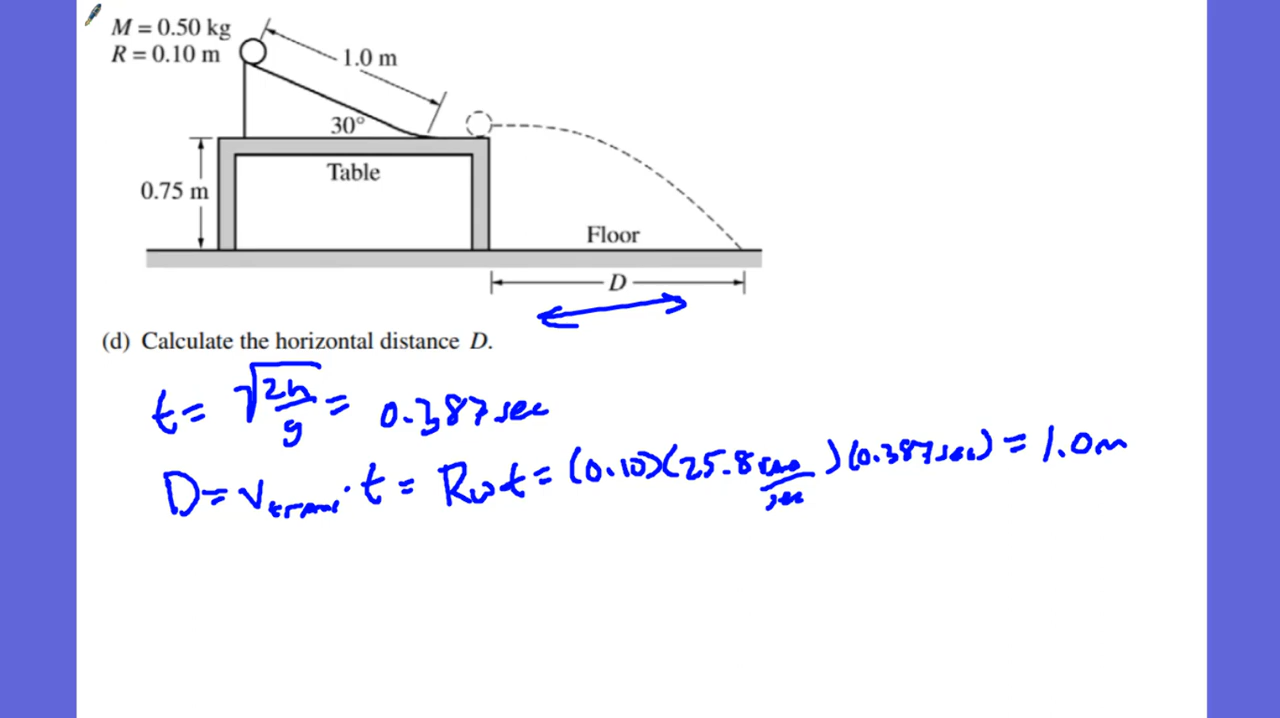 M = 0.50 kg
R = 0.10 m
1.0 m
30°
Table
0.75 m
Floor
D
(d) Calculate the horizontal distance D.
t = √(2h/g) = 0.387 sec
D = v · t = Rωt = (0.10)(25.8 rad/sec)(0.387 sec) = 1.0 m